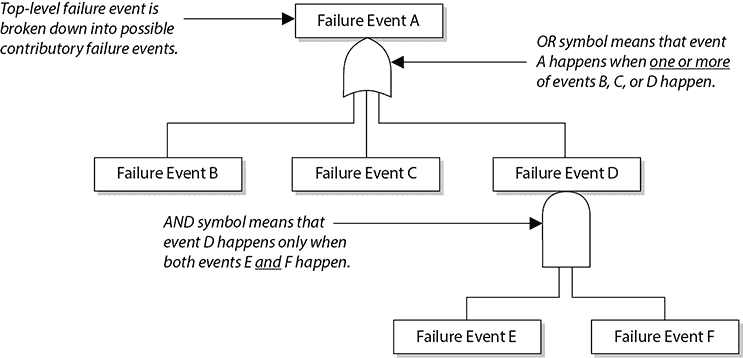 Top-level failure event is
broken down into possible
contributory failure events.
Failure Event A
OR symbol means that event
A happens when one or more
of events B, C, or D happen.
Failure Event B
Failure Event C
Failure Event D
AND symbol means that
event D happens only when
both events E and F happen.
Failure Event E
Failure Event F